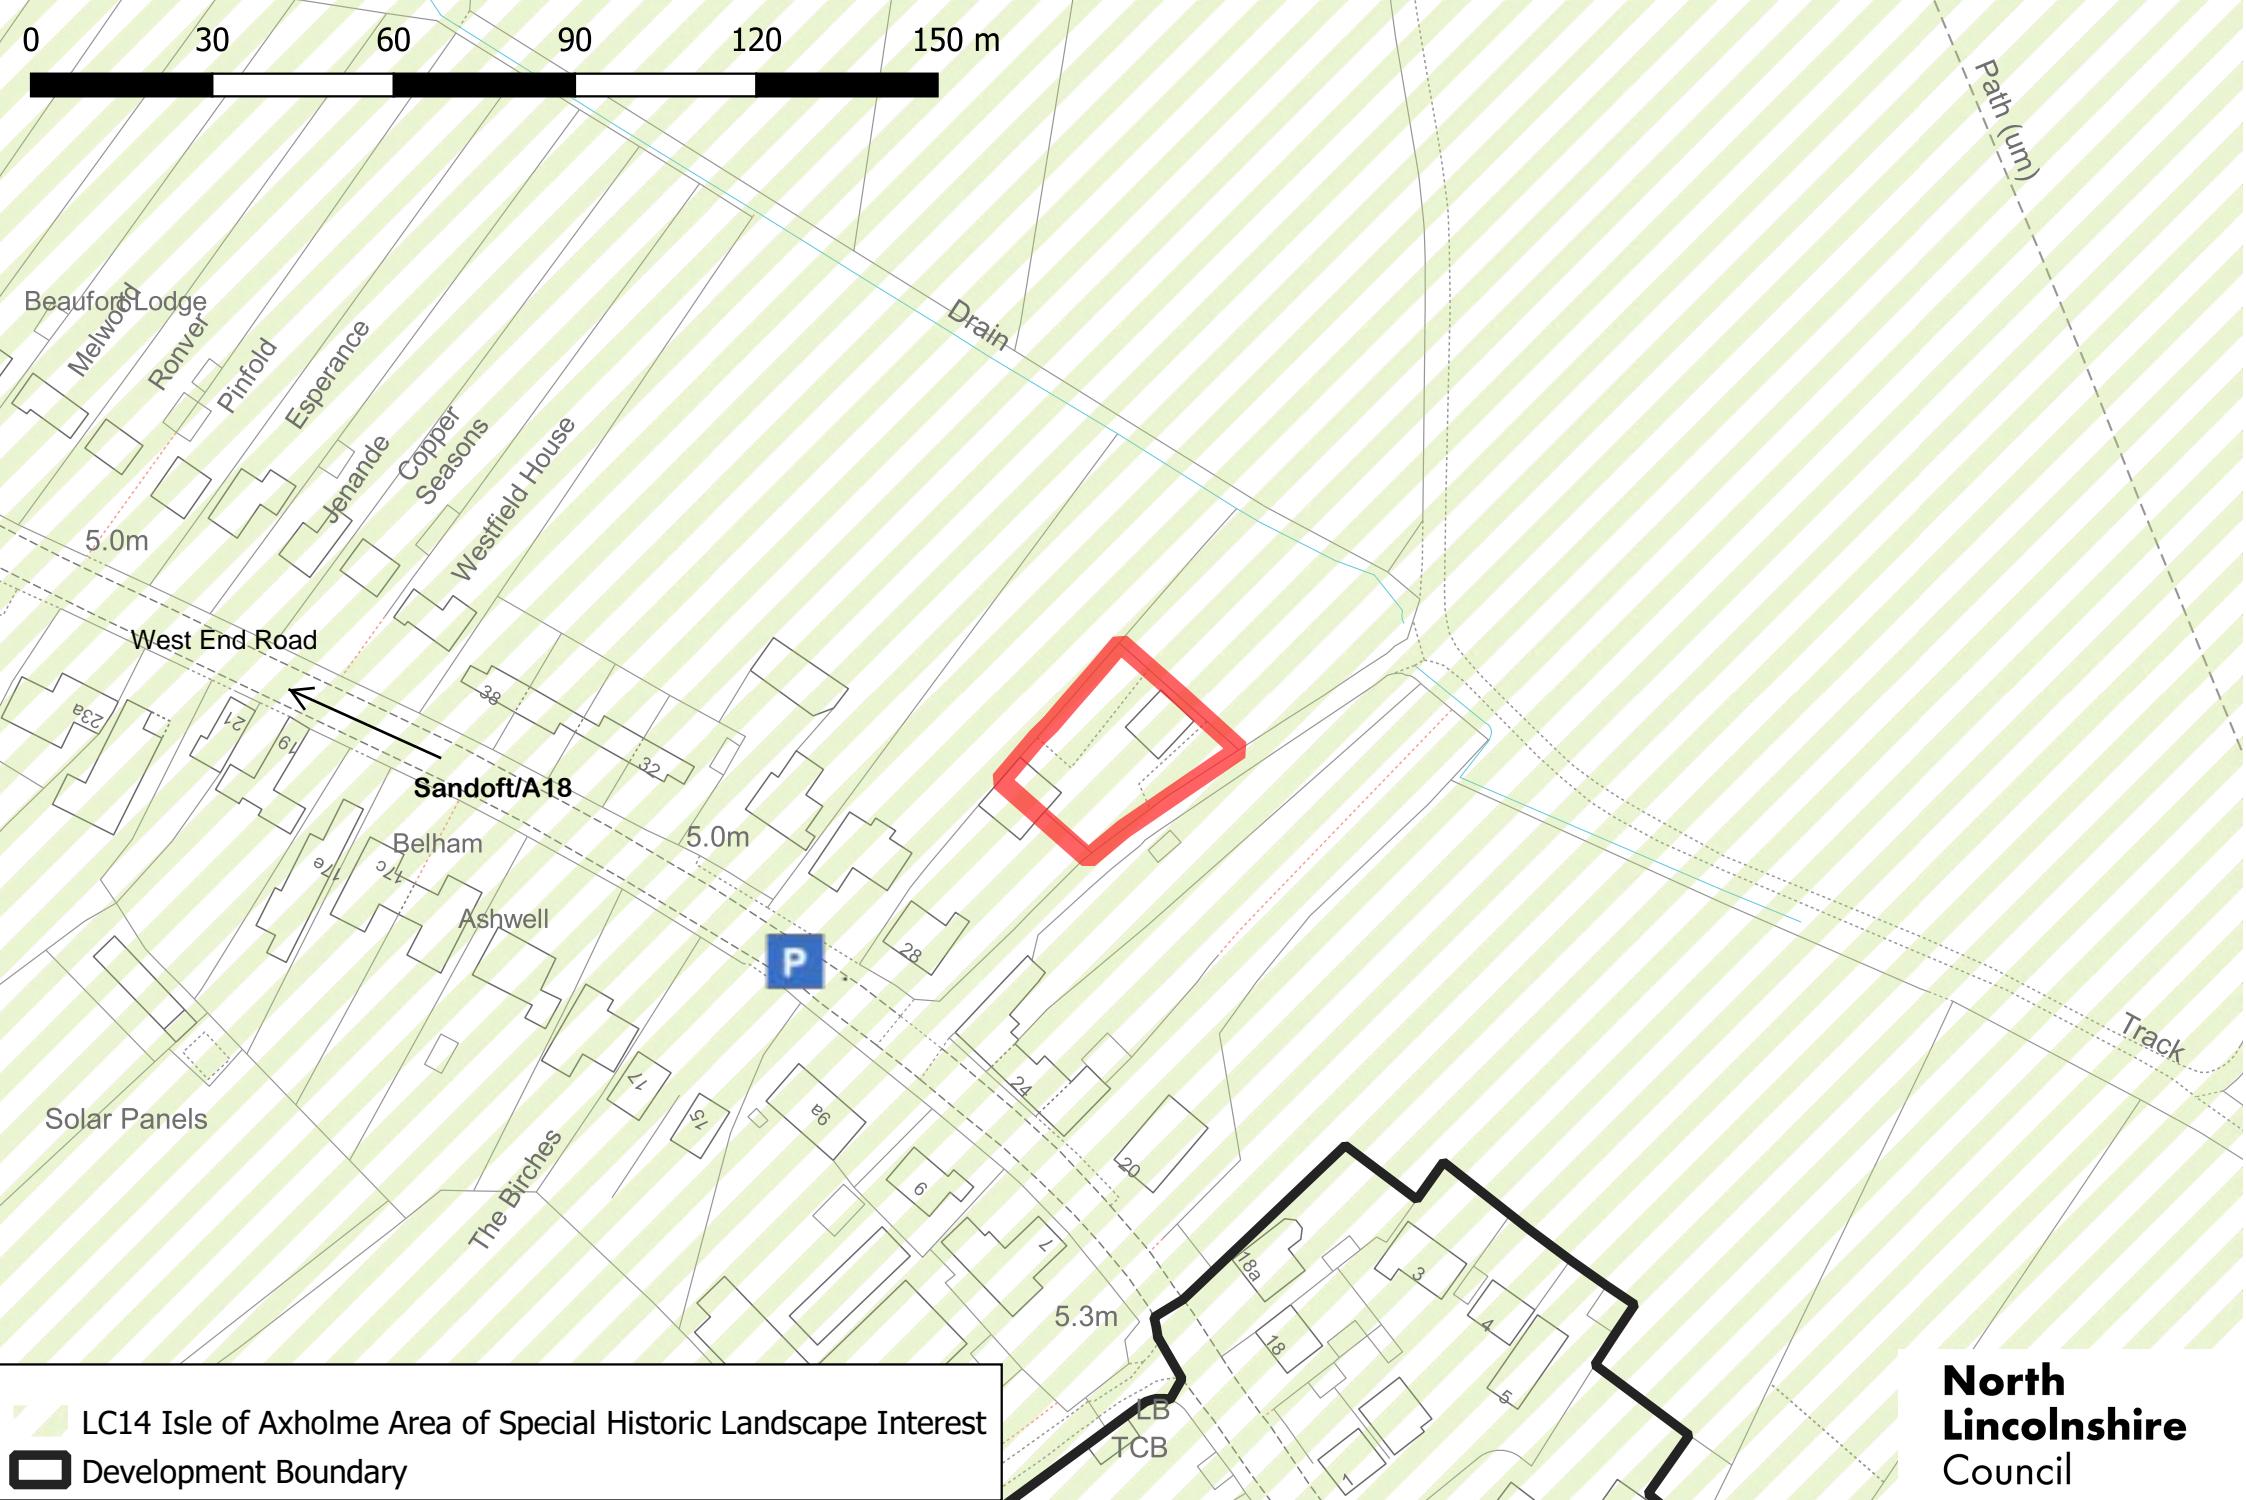 0 30 60 90 120 150 m
Path (um)
Beaufort Lodge
Melwood
Ronver
Pinfold
Esperance
Jenande
Copper
Seasons
Westfield House
Drain
5.0m
West End Road
38
32
23a
21
19
Sandoft/A18
5.0m
Belham
17e
17c
Ashwell
P
28
24
Track
Solar Panels
17
15
9a
20
The Birches
9
7
18a
3
5.3m
4
18
5
LB
TCB
1
LC14 Isle of Axholme Area of Special Historic Landscape Interest
Development Boundary
North
Lincolnshire
Council